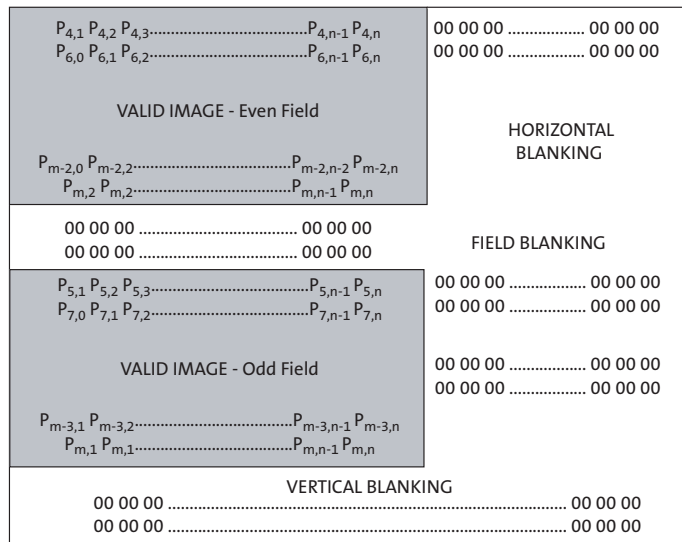 P4,1 P4,2 P4,3.....................................P4,n-1 P4,n 00 00 00 .................. 00 00 00
P6,0 P6,1 P6,2.....................................P6,n-1 P6,n 00 00 00 .................. 00 00 00
VALID IMAGE - Even Field
HORIZONTAL
BLANKING
Pm-2,0 Pm-2,2.....................................Pm-2,n-2 Pm-2,n
Pm,2 Pm,2.....................................Pm,n-1 Pm,n
00 00 00 ..................................... 00 00 00
00 00 00 ..................................... 00 00 00
FIELD BLANKING
P5,1 P5,2 P5,3.....................................P5,n-1 P5,n 00 00 00 .................. 00 00 00
P7,0 P7,1 P7,2.....................................P7,n-1 P7,n 00 00 00 .................. 00 00 00
VALID IMAGE - Odd Field
00 00 00 .................. 00 00 00
00 00 00 .................. 00 00 00
Pm-3,1 Pm-3,2.....................................Pm-3,n-1 Pm-3,n
Pm,1 Pm,1.....................................Pm,n-1 Pm,n
VERTICAL BLANKING
00 00 00 .............................................................................................. 00 00 00
00 00 00 .............................................................................................. 00 00 00